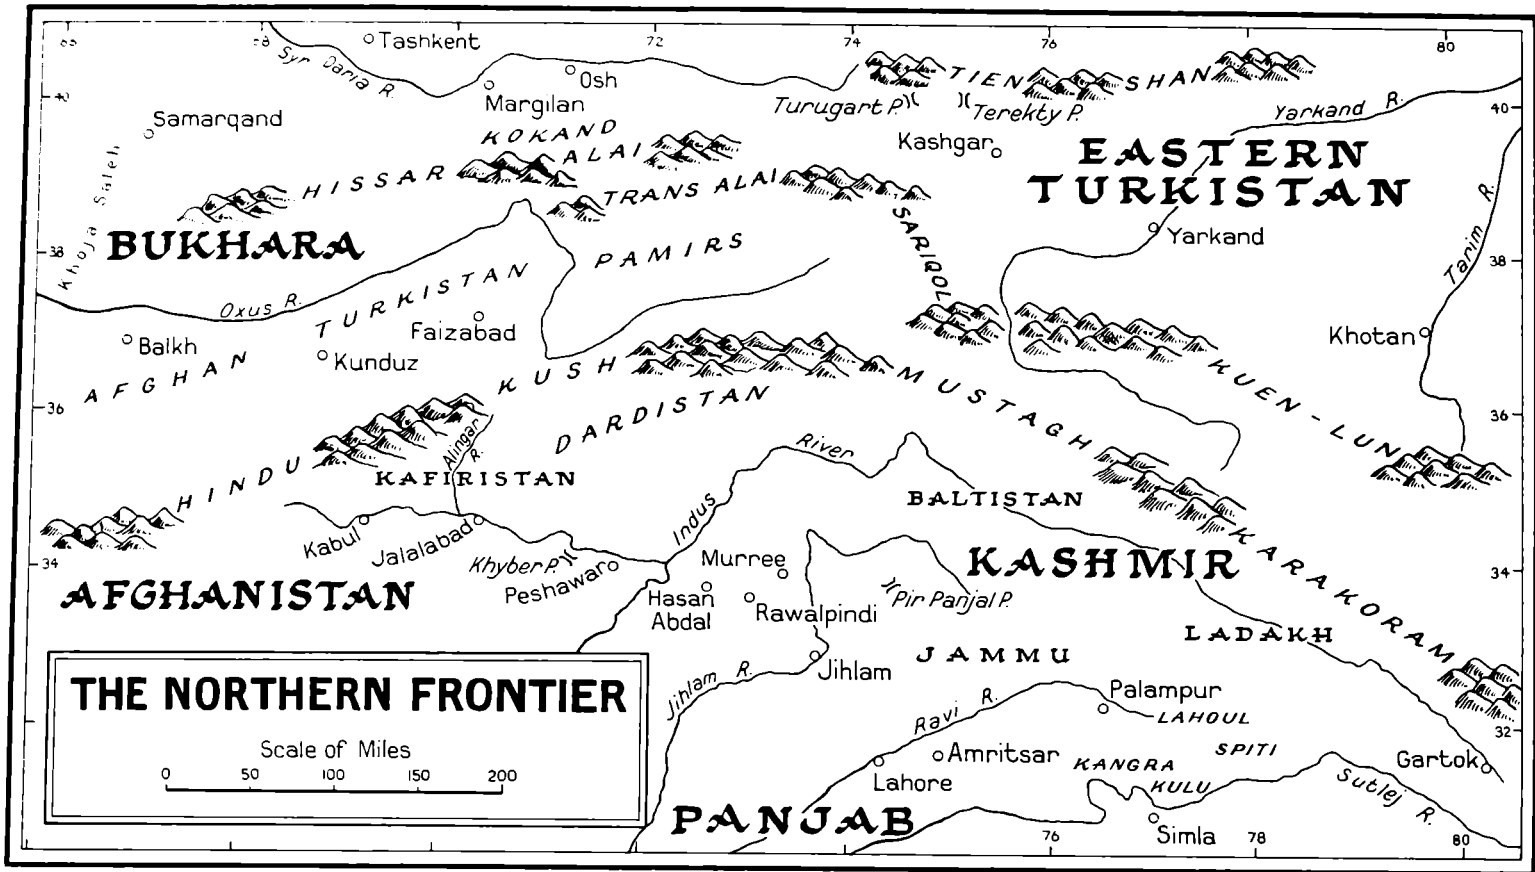 68
72
74
76
80
Tashkent
Syr Daria R.
Osh
Margilan
TIEN SHAN
Turugart P.
Terekty P.
Yarkand R.
40
40
Samarqand
KOKAND
ALAI
Kashgar
EASTERN
TURKISTAN
HISSAR
TRANS ALAI
Khoja Saleh
BUKHARA
SARIQOL
Yarkand
Tarim R.
38
38
PAMIRS
Oxus R.
AFGHAN TURKISTAN
Faizabad
Balkh
Kunduz
Khotan
36
36
HINDU KUSH
DARDISTAN
MUSTAGH
KUEN-LUN
Alingar
R.
KAFIRISTAN
Indus River
BALTISTAN
Kabul
Jalalabad
Khyber P.
Peshawar
34
34
AFGHANISTAN
Murree
Hasan
Abdal
Rawalpindi
KASHMIR
KARAKORAM
Pir Panjal P.
LADAKH
JAMMU
Jihlam
Jihlam R.
Palampur
Ravi R.
LAHOUL
SPITI
32
Amritsar
Lahore
KANGRA
KULU
Gartok
Sutlej R.
PANJAB
Simla
76
78
80
THE NORTHERN FRONTIER
Scale of Miles
0 50 100 150 200